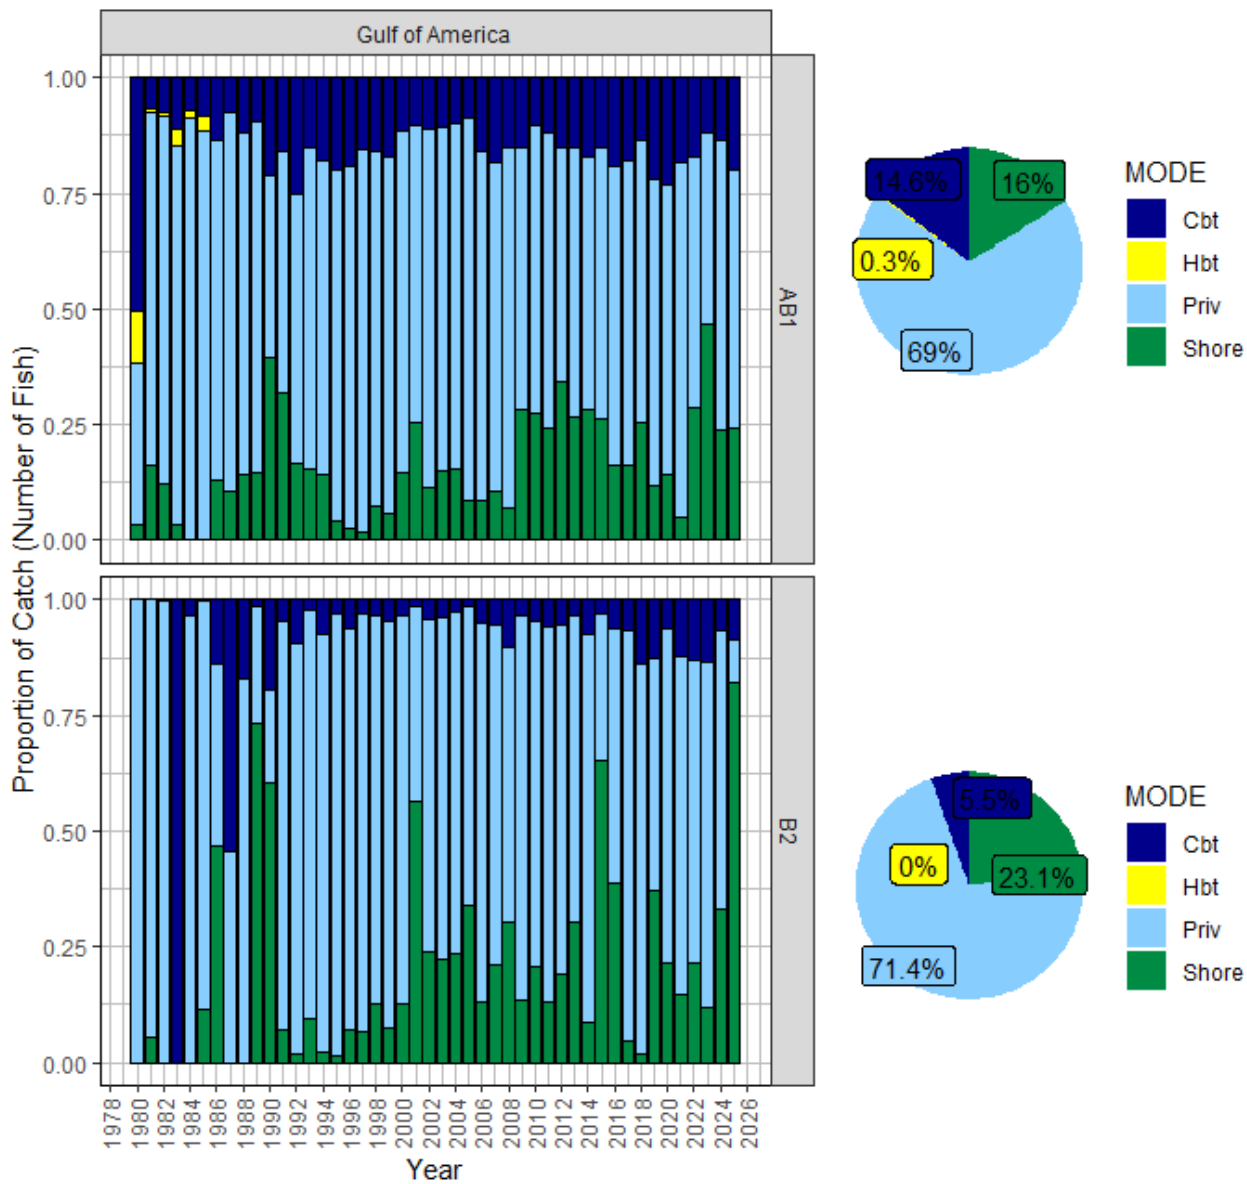 Gulf of America
Proportion of Catch (Number of Fish)
1.00
0.75
0.50
0.25
0.00
AB1
14.6%
16%
0.3%
69%
MODE
Cbt
Hbt
Priv
Shore
1.00
0.75
0.50
0.25
0.00
B2
5.5%
0%
23.1%
71.4%
MODE
Cbt
Hbt
Priv
Shore
1978 1980 1982 1984 1986 1988 1990 1992 1994 1996 1998 2000 2002 2004 2006 2008 2010 2012 2014 2016 2018 2020 2022 2024 2026
Year